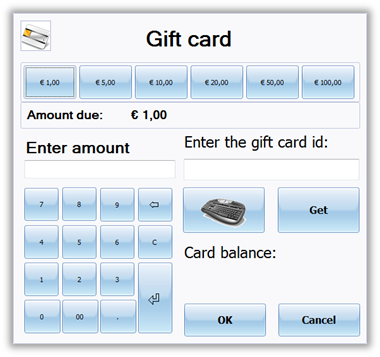 Gift card
€ 1,00 € 5,00 € 10,00 € 20,00 € 50,00 € 100,00
Amount due: € 1,00
Enter amount
Enter the gift card id:
7 8 9
Get
4 5 6 C
Card balance:
1 2 3
0 00 .
OK Cancel